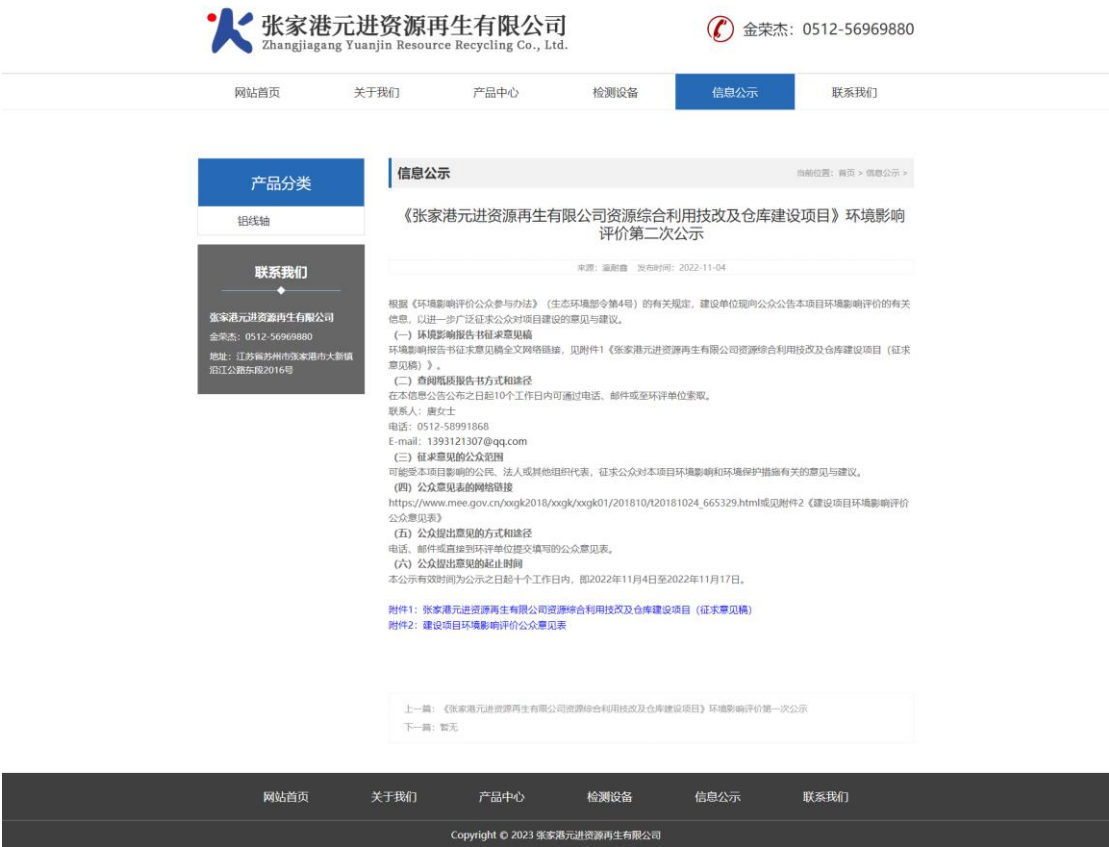 张家港元进资源再生有限公司
Zhangjiagang Yuanjin Resource Recycling Co., Ltd.
金荣杰：0512-56969880
网站首页 关于我们 产品中心 检测设备 信息公示 联系我们
产品分类
铝线轴
联系我们
张家港元进资源再生有限公司
金荣杰：0512-56969880
地址：江苏省苏州市张家港市大新镇
沿江公路东段2016号
信息公示
当前位置：首页 > 信息公示 >
《张家港元进资源再生有限公司资源综合利用技改及仓库建设项目》环境影响
评价第二次公示
来源： 发布时间：2022-11-04
根据《环境影响评价公众参与办法》（生态环境部令第4号）的有关规定，建设单位现向公众公告本项目环境影响评价的有关
信息，以进一步广泛征求公众对项目建设的意见与建议。
（一）环境影响报告书征求意见稿
环境影响报告书征求意见稿全文网络链接，见附件1《张家港元进资源再生有限公司资源综合利用技改及仓库建设项目（征求
意见稿）》。
（二）查阅纸质报告书方式和途径
在本信息公告公布之日起10个工作日内可通过电话、邮件或至环评单位索取。
联系人：唐女士
电话：0512-58991868
E-mail：1393121307@qq.com
（三）征求意见的公众范围
可能受本项目影响的公民、法人或其他组织代表，征求公众对本项目环境影响和环境保护措施有关的意见与建议。
（四）公众意见表的网络链接
https://www.mee.gov.cn/xxgk2018/xxgk/xxgk01/201810/t20181024_665329.html或见附件2《建设项目环境影响评价
公众意见表》
（五）公众提出意见的方式和途径
电话、邮件或直接到环评单位提交填写的公众意见表。
（六）公众提出意见的起止时间
本公示有效时间为公示之日起十个工作日内，即2022年11月4日至2022年11月17日。
附件1：张家港元进资源再生有限公司资源综合利用技改及仓库建设项目（征求意见稿）
附件2：建设项目环境影响评价公众意见表
上一篇：《张家港元进资源再生有限公司资源综合利用技改及仓库建设项目》环境影响评价第一次公示
下一篇：暂无
网站首页 关于我们 产品中心 检测设备 信息公示 联系我们
Copyright © 2023 张家港元进资源再生有限公司